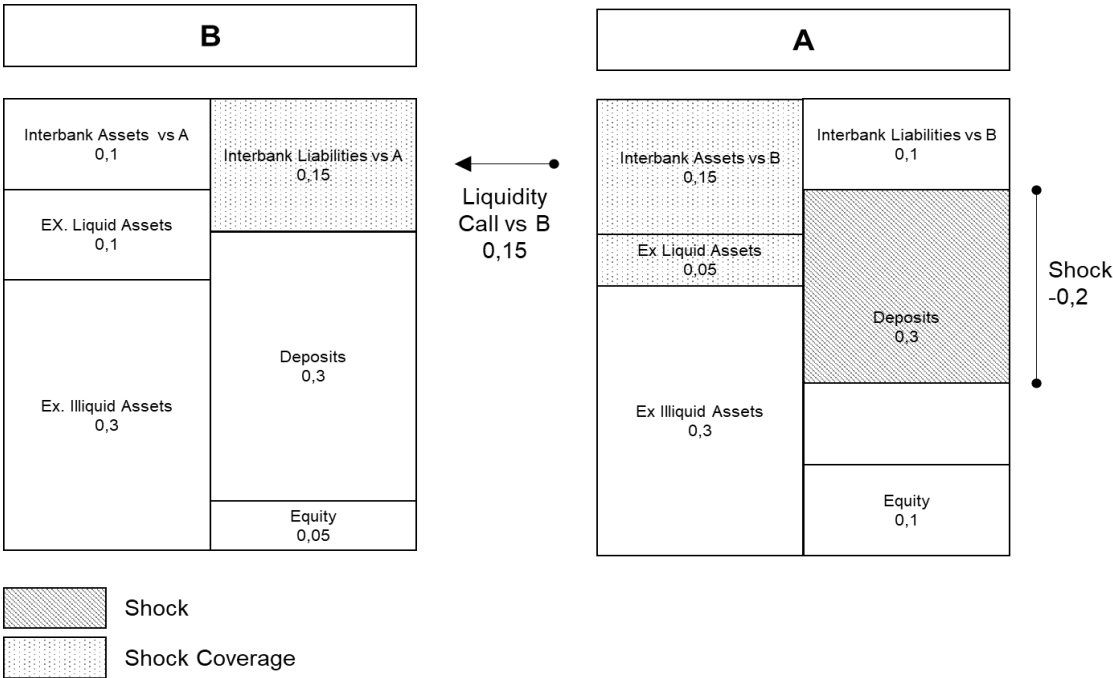 B
A
Interbank Assets vs A
0,1
Interbank Liabilities vs A
0,15
EX. Liquid Assets
0,1
Deposits
0,3
Ex. Illiquid Assets
0,3
Equity
0,05
Liquidity
Call vs B
0,15
Interbank Assets vs B
0,15
Interbank Liabilities vs B
0,1
Ex Liquid Assets
0,05
Deposits
0,3
Ex Illiquid Assets
0,3
Equity
0,1
Shock
-0,2
Shock
Shock Coverage